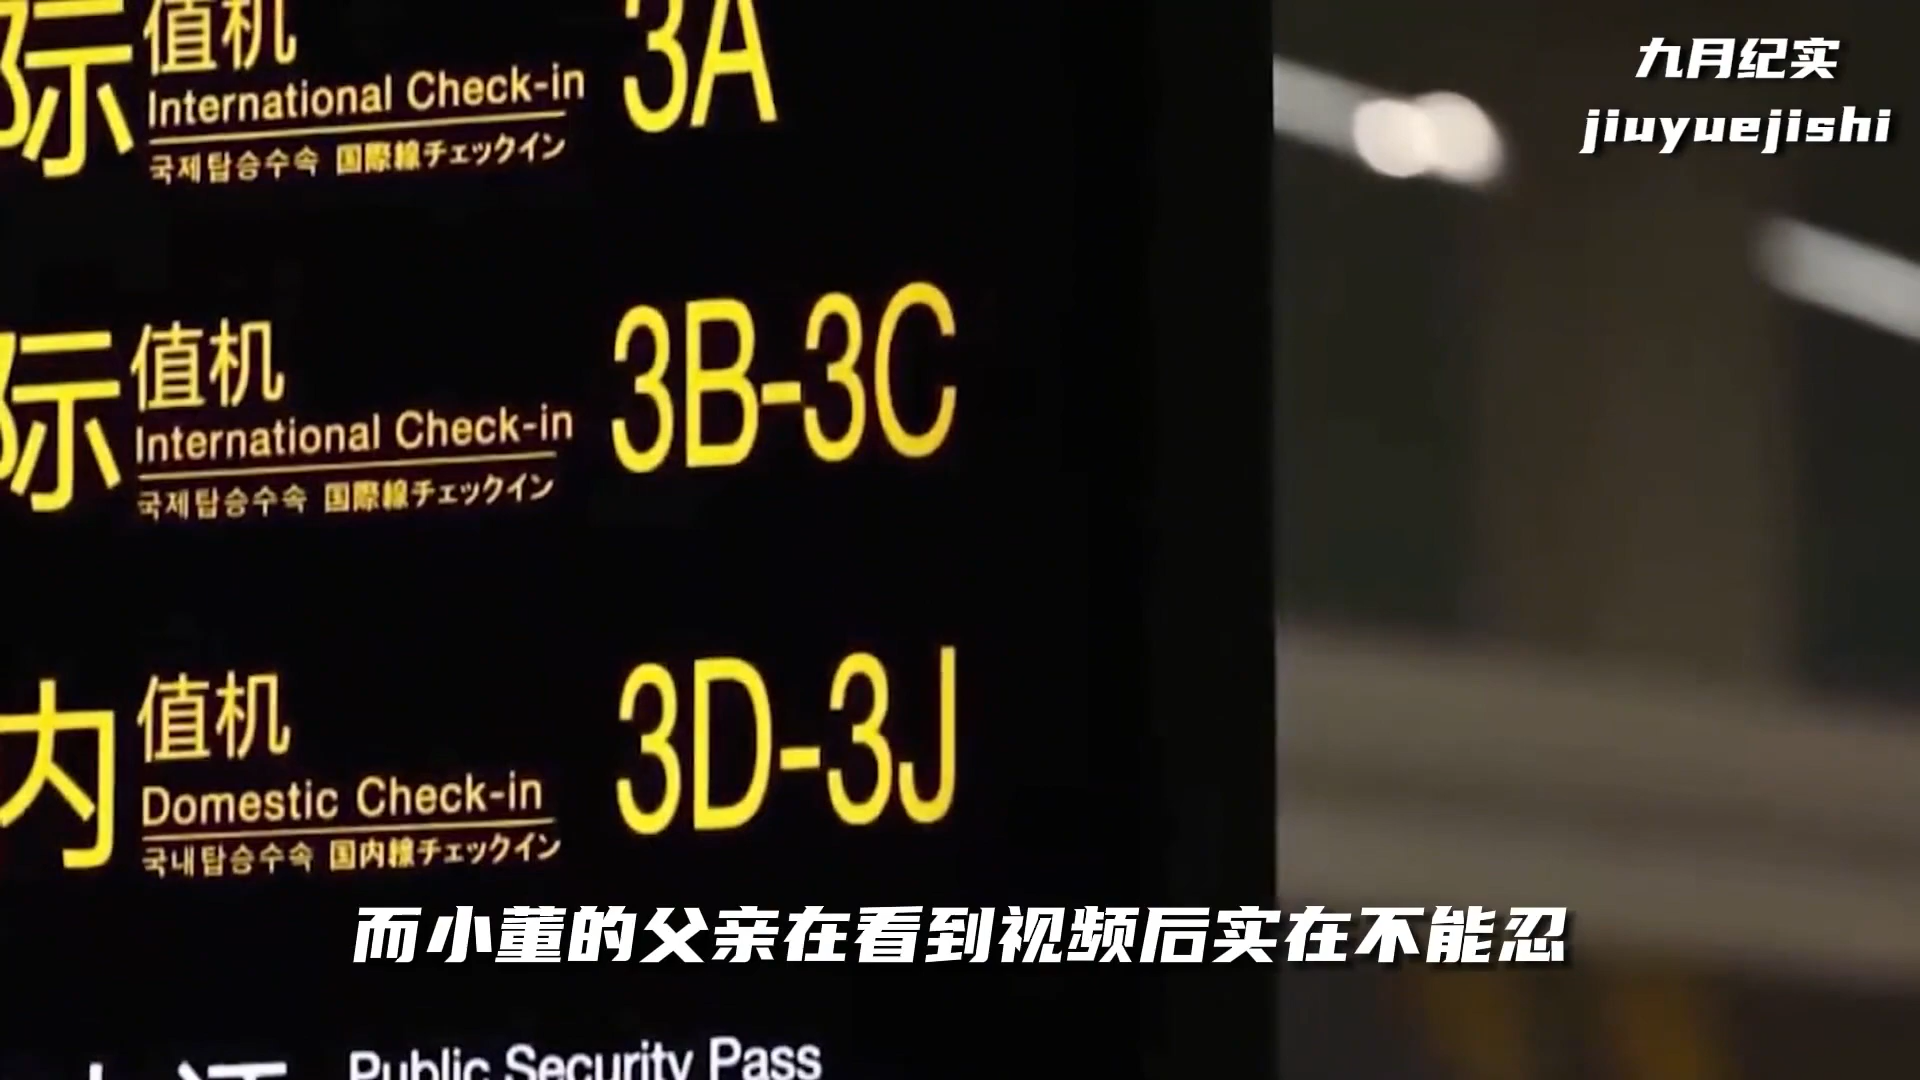 际 值机 3A
International Check-in
국제탑승수속 国際線チェックイン
九月纪实
jiuyuejishi
际 值机 3B-3C
International Check-in
국제탑승수속 国際線チェックイン
内 值机 3D-3J
Domestic Check-in
국내탑승수속 国内線チェックイン
而小董的父亲在看到视频后实在不能忍
Public Security Pass